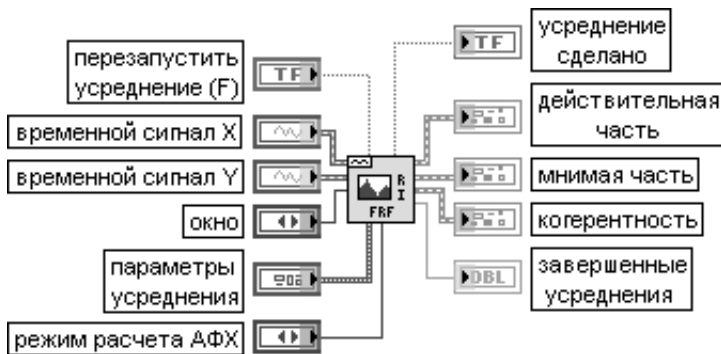 перезапустить
усреднение (F)
TF
временной сигнал X
временной сигнал Y
окно
параметры
усреднения
режим расчета АФХ
R
I
FRF
TF
усреднение
сделано
действительная
часть
мнимая часть
когерентность
DBL
завершенные
усреднения